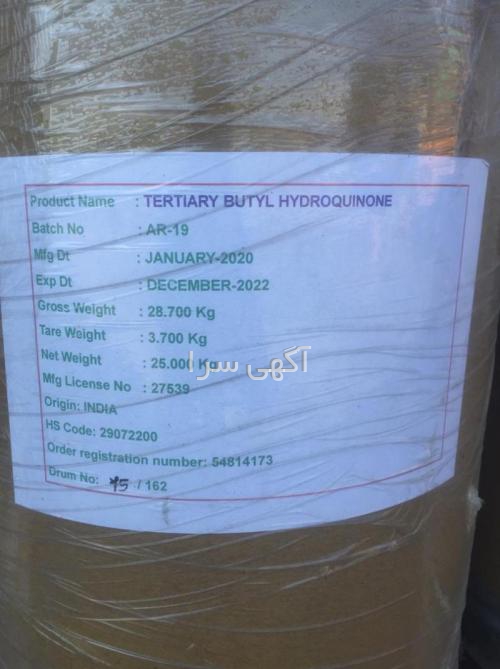 Product Name : TERTIARY BUTYL HYDROQUINONE
Batch No : AR-19
Mfg Dt : JANUARY-2020
Exp Dt : DECEMBER-2022
Gross Weight : 28.700 Kg
Tare Weight : 3.700 Kg
Net Weight : 25.000 Kg
آگهی سرا
Mfg License No : 27539
Origin: INDIA
HS Code: 29072200
Order registration number: 54814173
Drum No: 45 / 162